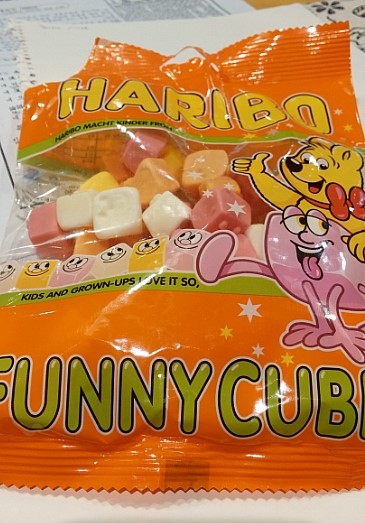 HARIBO
HARIBO MACHT KINDER FROH
KIDS AND GROWN-UPS LOVE IT SO,
FUNNY CUBE